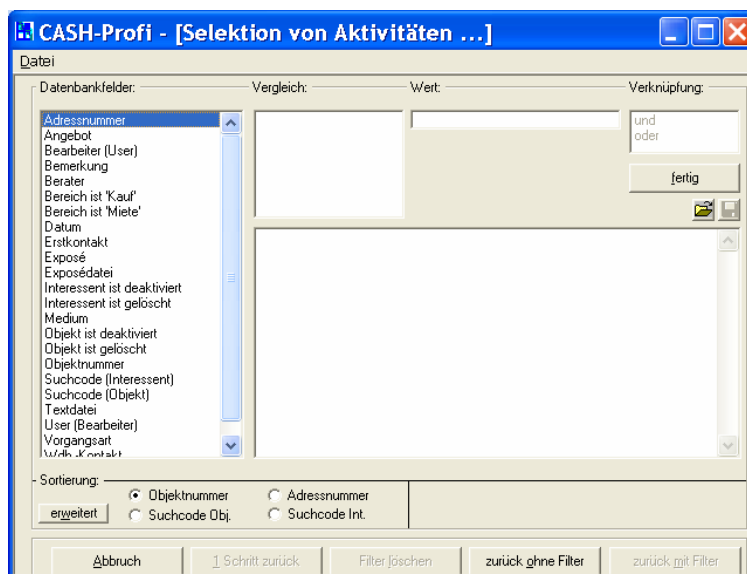 CASH-Profi - [Selektion von Aktivitäten ...]
Datei
Datenbankfelder: Vergleich: Wert: Verknüpfung:
Adressnummer
Angebot
Bearbeiter (User)
Bemerkung
Berater
Bereich ist 'Kauf'
Bereich ist 'Miete'
Datum
Erstkontakt
Exposé
Exposédatei
Interessent ist deaktiviert
Interessent ist gelöscht
Medium
Objekt ist deaktiviert
Objekt ist gelöscht
Objektnummer
Suchcode (Interessent)
Suchcode (Objekt)
Textdatei
User (Bearbeiter)
Vorgangsart
Wdh.-Kontakt
und
oder
fertig
Sortierung:
Objektnummer Adressnummer
erweitert Suchcode Obj. Suchcode Int.
Abbruch 1 Schritt zurück Filter löschen zurück ohne Filter zurück mit Filter